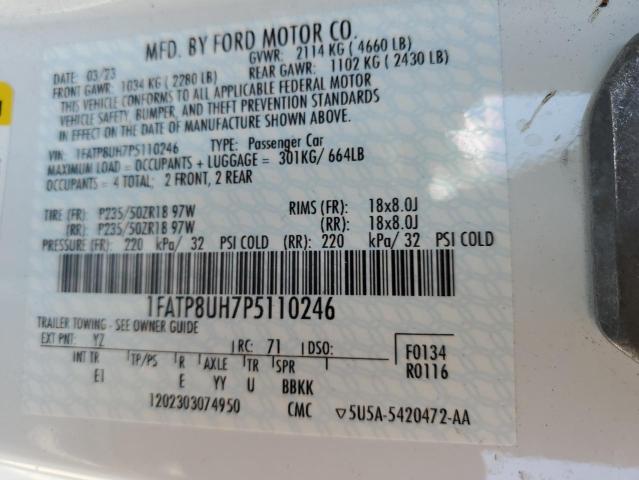 MFD. BY FORD MOTOR CO.
DATE: 03/23 GVWR: 2114 KG ( 4660 LB)
FRONT GAWR: 1034 KG ( 2280 LB) REAR GAWR: 1102 KG ( 2430 LB)
THIS VEHICLE CONFORMS TO ALL APPLICABLE FEDERAL MOTOR
VEHICLE SAFETY, BUMPER, AND THEFT PREVENTION STANDARDS
IN EFFECT ON THE DATE OF MANUFACTURE SHOWN ABOVE.
VIN: 1FATP8UH7P5110246 TYPE: Passenger Car
MAXIMUM LOAD = OCCUPANTS + LUGGAGE = 301KG/ 664LB
OCCUPANTS = 4 TOTAL; 2 FRONT, 2 REAR
TIRE (FR): P235/50ZR18 97W RIMS (FR): 18x8.0J
(RR): P235/50ZR18 97W (RR): 18x8.0J
PRESSURE (FR): 220 kPa/ 32 PSI COLD (RR): 220 kPa/ 32 PSI COLD
1FATP8UH7P5110246
TRAILER TOWING - SEE OWNER GUIDE
EXT PNT: YZ RC: 71 DSO: F0134
INT TR TP/PS R AXLE TR SPR R0116
EI E YY U BBKK
1202303074950 CMC ▽5U5A-5420472-AA